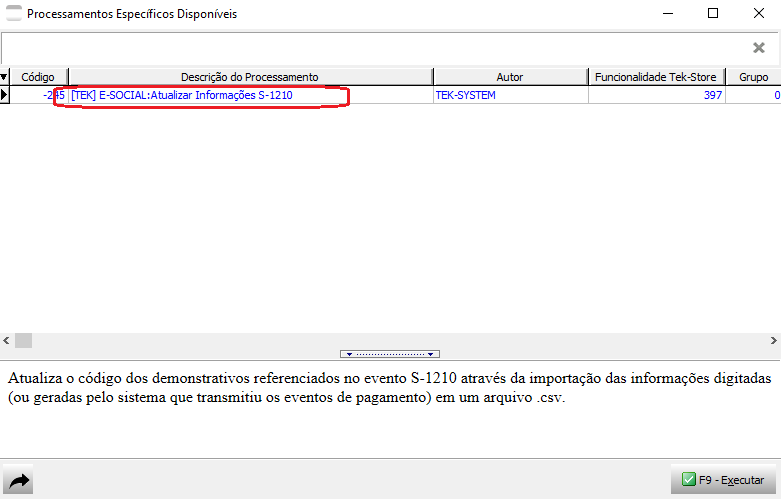 Processamentos Específicos Disponíveis
Código Descrição do Processamento Autor Funcionalidade Tek-Store Grupo
-245 [TEK] E-SOCIAL:Atualizar Informações S-1210 TEK-SYSTEM 397 0
Atualiza o código dos demonstrativos referenciados no evento S-1210 através da importação das informações digitadas
(ou geradas pelo sistema que transmitiu os eventos de pagamento) em um arquivo .csv.
F9 - Executar